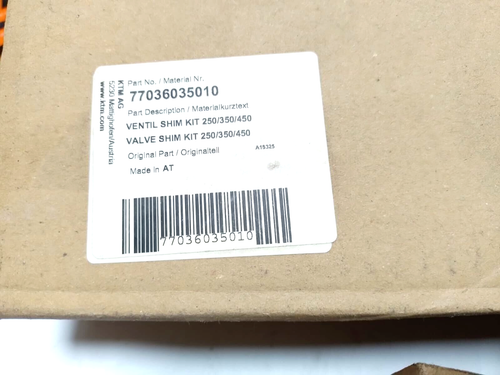 KTM AG
5230 Mattighofen/Austria
www.ktm.com
Part No. / Material Nr.
77036035010
Part Description / Materialkurztext
VENTIL SHIM KIT 250/350/450
VALVE SHIM KIT 250/350/450
Original Part / Originalteil A15325
Made in AT
77036035010